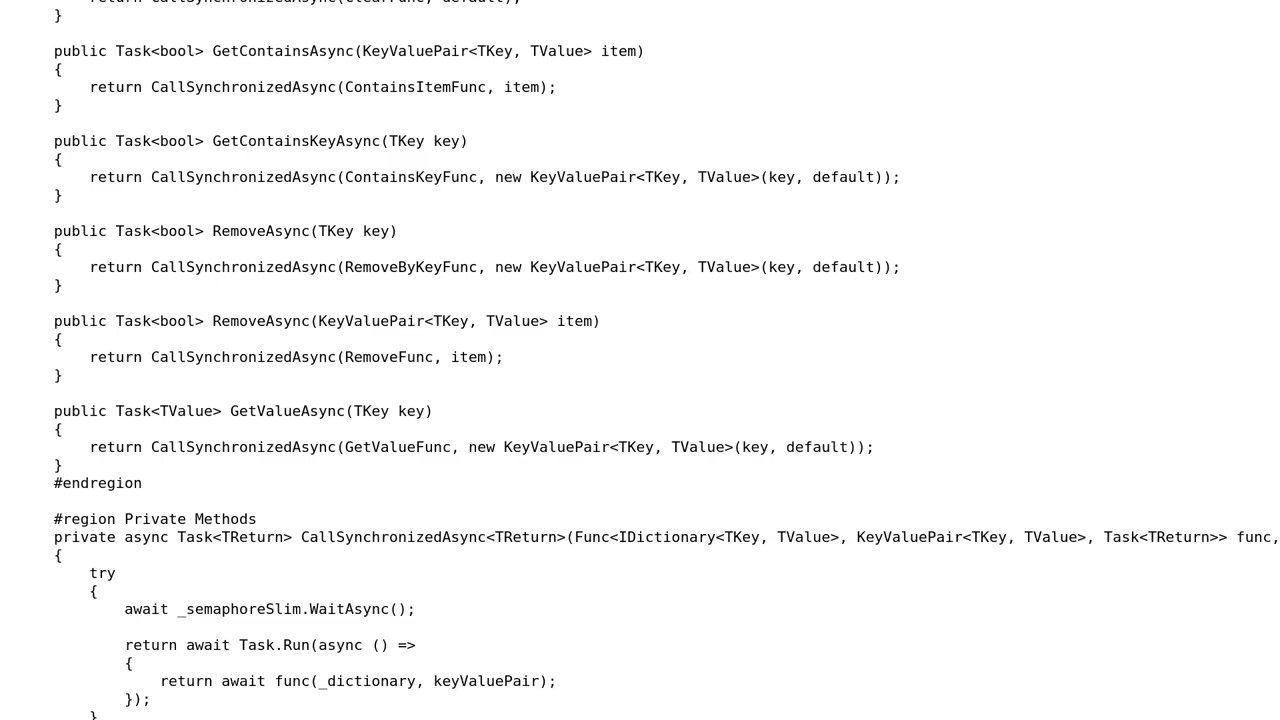 return CallSynchronizedAsync(ClearFunc, default);
}
public Task<bool> GetContainsAsync(KeyValuePair<TKey, TValue> item)
{
return CallSynchronizedAsync(ContainsItemFunc, item);
}
public Task<bool> GetContainsKeyAsync(TKey key)
{
return CallSynchronizedAsync(ContainsKeyFunc, new KeyValuePair<TKey, TValue>(key, default));
}
public Task<bool> RemoveAsync(TKey key)
{
return CallSynchronizedAsync(RemoveByKeyFunc, new KeyValuePair<TKey, TValue>(key, default));
}
public Task<bool> RemoveAsync(KeyValuePair<TKey, TValue> item)
{
return CallSynchronizedAsync(RemoveFunc, item);
}
public Task<TValue> GetValueAsync(TKey key)
{
return CallSynchronizedAsync(GetValueFunc, new KeyValuePair<TKey, TValue>(key, default));
}
#endregion
#region Private Methods
private async Task<TReturn> CallSynchronizedAsync<TReturn>(Func<IDictionary<TKey, TValue>, KeyValuePair<TKey, TValue>, Task<TReturn>> func,
{
try
{
await _semaphoreSlim.WaitAsync();
return await Task.Run(async () =>
{
return await func(_dictionary, keyValuePair);
});
}